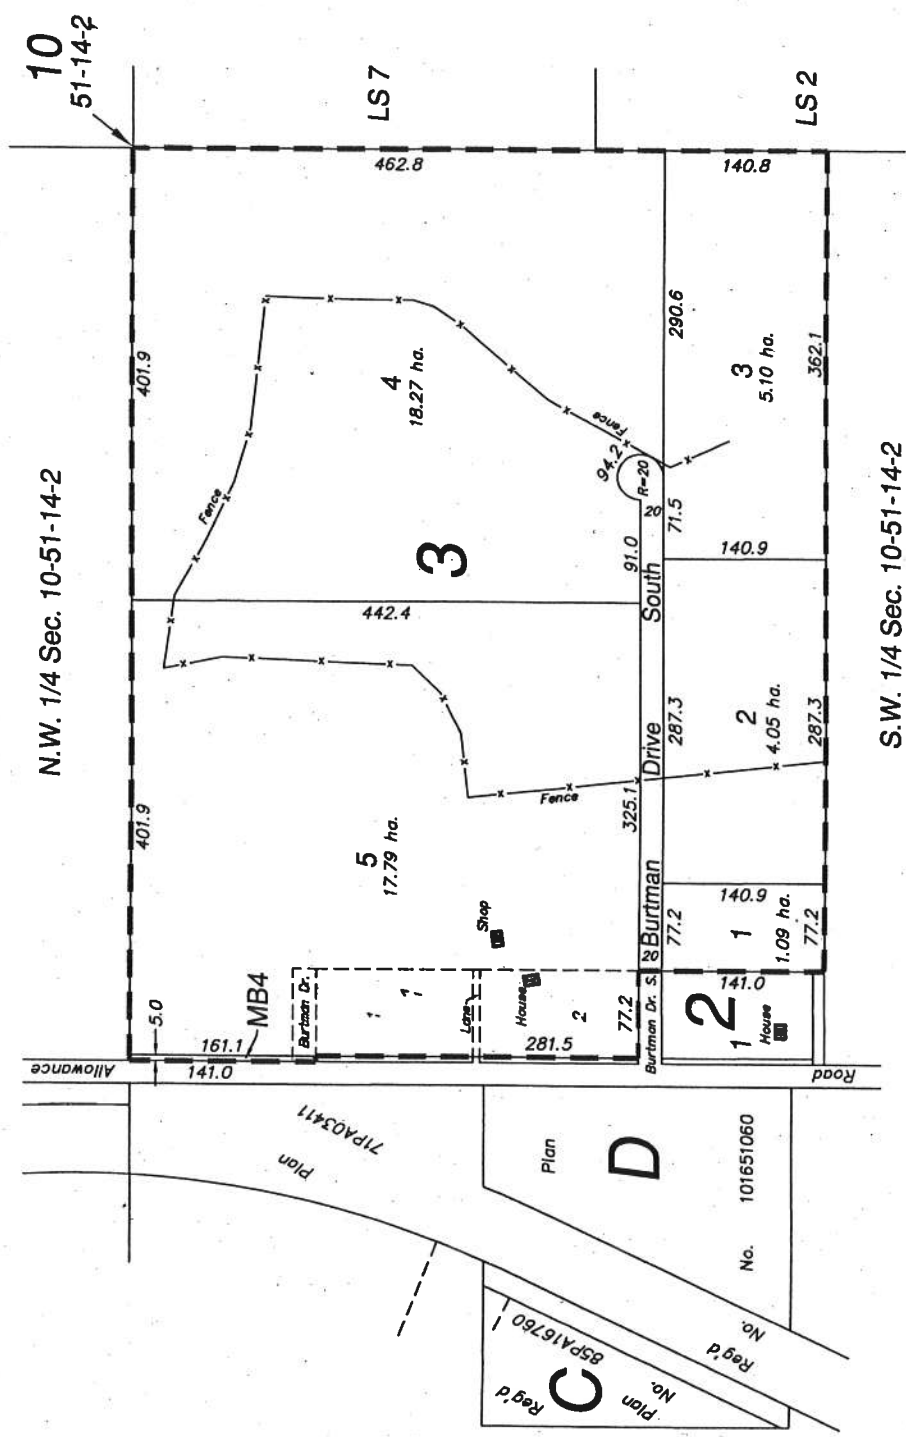 10
51-14-2
LS 7
LS 2
N.W. 1/4 Sec. 10-51-14-2
S.W. 1/4 Sec. 10-51-14-2
462.8
140.8
401.9
401.9
Fence
4
18.27 ha.
3
442.4
Fence
94.2
R=20
20
91.0
71.5
290.6
3
5.10 ha.
362.1
140.9
5
17.79 ha.
Shop
Fence
325.1
Burtman Drive South
20
287.3
2
4.05 ha.
287.3
140.9
77.2
1
1.09 ha.
77.2
5.0
161.1
MB4
141.0
Burtman Dr.
1
1
Lane
House
2
281.5
77.2
Burtman Dr. S.
141.0
2
1
House
Road
Allowance
Plan
71PA03411
Plan
D
No. 101651060
Reg'd
No.
C
Reg'd
Plan
No.
85PA16760